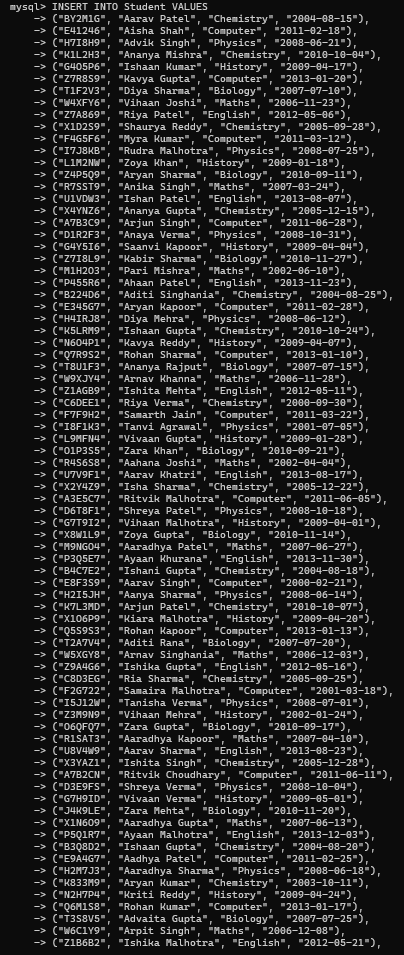 mysql> INSERT INTO Student VALUES
-> ("BY2M1G", "Aarav Patel", "Chemistry", "2004-08-15"),
-> ("E41246", "Aisha Shah", "Computer", "2011-02-18"),
-> ("H7I8H9", "Advik Singh", "Physics", "2008-06-21"),
-> ("K1L2H3", "Ananya Mishra", "Chemistry", "2010-10-04"),
-> ("G4O5P6", "Ishaan Kumar", "History", "2009-04-17"),
-> ("Z7R8S9", "Kavya Gupta", "Computer", "2013-01-20"),
-> ("T1F2V3", "Diya Sharma", "Biology", "2007-07-10"),
-> ("W4XFY6", "Vihaan Joshi", "Maths", "2006-11-23"),
-> ("Z7A869", "Riya Patel", "English", "2012-05-06"),
-> ("X1D2S9", "Shaurya Reddy", "Chemistry", "2005-09-28"),
-> ("F4G5F6", "Myra Kumar", "Computer", "2011-03-12"),
-> ("I7J8KB", "Rudra Malhotra", "Physics", "2008-07-25"),
-> ("L1M2NW", "Zoya Khan", "History", "2009-01-18"),
-> ("Z4P5Q9", "Aryan Sharma", "Biology", "2010-09-11"),
-> ("R7SST9", "Anika Singh", "Maths", "2007-03-24"),
-> ("U1VDW3", "Ishan Patel", "English", "2013-08-07"),
-> ("X4YNZ6", "Ananya Gupta", "Chemistry", "2005-12-15"),
-> ("A7B3C9", "Arjun Singh", "Computer", "2011-06-28"),
-> ("D1R2F3", "Anaya Verma", "Physics", "2008-10-31"),
-> ("G4Y5I6", "Saanvi Kapoor", "History", "2009-04-04"),
-> ("Z7I8L9", "Kabir Sharma", "Biology", "2010-11-27"),
-> ("M1H2O3", "Pari Mishra", "Maths", "2002-06-10"),
-> ("P455R6", "Ahaan Patel", "English", "2013-11-23"),
-> ("B224D6", "Aditi Singhania", "Chemistry", "2004-08-25"),
-> ("E345G7", "Aryan Kapoor", "Computer", "2011-02-28"),
-> ("H4IRJ8", "Diya Mehra", "Physics", "2008-06-12"),
-> ("K5LRM9", "Ishaan Gupta", "Chemistry", "2010-10-24"),
-> ("N6O4P1", "Kavya Reddy", "History", "2009-04-07"),
-> ("Q7R9S2", "Rohan Sharma", "Computer", "2013-01-10"),
-> ("T8U1F3", "Ananya Rajput", "Biology", "2007-07-15"),
-> ("W9XJY4", "Arnav Khanna", "Maths", "2006-11-28"),
-> ("Z1AGB9", "Ishita Mehta", "English", "2012-05-11"),
-> ("C6DEE1", "Riya Verma", "Chemistry", "2000-09-30"),
-> ("F7F9H2", "Samarth Jain", "Computer", "2011-03-22"),
-> ("I8F1K3", "Tanvi Agrawal", "Physics", "2001-07-05"),
-> ("L9MFN4", "Vivaan Gupta", "History", "2009-01-28"),
-> ("O1P3S5", "Zara Khan", "Biology", "2010-09-21"),
-> ("R4S6S8", "Aahana Joshi", "Maths", "2002-04-04"),
-> ("U7V9F1", "Aarav Khatri", "English", "2013-08-17"),
-> ("X2Y4Z9", "Isha Sharma", "Chemistry", "2005-12-22"),
-> ("A3E5C7", "Ritvik Malhotra", "Computer", "2011-06-05"),
-> ("D6T8F1", "Shreya Patel", "Physics", "2008-10-18"),
-> ("G7T9I2", "Vihaan Malhotra", "History", "2009-04-01"),
-> ("X8W1L9", "Zoya Gupta", "Biology", "2010-11-14"),
-> ("M9NGO4", "Aaradhya Patel", "Maths", "2007-06-27"),
-> ("P3Q5E7", "Ayaan Khurana", "English", "2013-11-30"),
-> ("B4C7E2", "Ishani Gupta", "Chemistry", "2004-08-18"),
-> ("E8F3S9", "Aarav Singh", "Computer", "2000-02-21"),
-> ("H2I5JH", "Aanya Sharma", "Physics", "2008-06-14"),
-> ("K7L3MD", "Arjun Patel", "Chemistry", "2010-10-07"),
-> ("X1O6P9", "Kiara Malhotra", "History", "2009-04-20"),
-> ("Q5S9S3", "Rohan Kapoor", "Computer", "2013-01-13"),
-> ("T2A7V4", "Aditi Rana", "Biology", "2007-07-20"),
-> ("W5XGY8", "Arnav Singhania", "Maths", "2006-12-03"),
-> ("Z9A4G6", "Ishika Gupta", "English", "2012-05-16"),
-> ("C8D3EG", "Ria Sharma", "Chemistry", "2005-09-25"),
-> ("F2G722", "Samaira Malhotra", "Computer", "2001-03-18"),
-> ("I5J12W", "Tanisha Verma", "Physics", "2008-07-01"),
-> ("Z3M9N9", "Vihaan Mehra", "History", "2002-01-24"),
-> ("O6QFQ7", "Zara Gupta", "Biology", "2010-09-17"),
-> ("R1SAT3", "Aaradhya Kapoor", "Maths", "2007-04-10"),
-> ("U8V4W9", "Aarav Sharma", "English", "2013-08-23"),
-> ("X3YAZ1", "Ishita Singh", "Chemistry", "2005-12-28"),
-> ("A7B2CN", "Ritvik Choudhary", "Computer", "2011-06-11"),
-> ("D3E9FS", "Shreya Verma", "Physics", "2008-10-04"),
-> ("G7H9ID", "Vivaan Verma", "History", "2009-05-01"),
-> ("J4K9LE", "Zara Mehta", "Biology", "2010-11-20"),
-> ("X1N6O9", "Aaradhya Gupta", "Maths", "2007-06-13"),
-> ("P5Q1R7", "Ayaan Malhotra", "English", "2013-12-03"),
-> ("B3Q8D2", "Ishaan Gupta", "Chemistry", "2004-08-20"),
-> ("E9A4G7", "Aadhya Patel", "Computer", "2011-02-25"),
-> ("H2M7J3", "Aaradhya Sharma", "Physics", "2008-06-18"),
-> ("K833M9", "Aryan Kumar", "Chemistry", "2003-10-11"),
-> ("N2H7P4", "Kriti Reddy", "History", "2009-04-24"),
-> ("Q6M1S8", "Rohan Kumar", "Computer", "2013-01-17"),
-> ("T3S8V5", "Advaita Gupta", "Biology", "2007-07-25"),
-> ("W6C1Y9", "Arpit Singh", "Maths", "2006-12-08"),
-> ("Z1B6B2", "Ishika Malhotra", "English", "2012-05-21"),